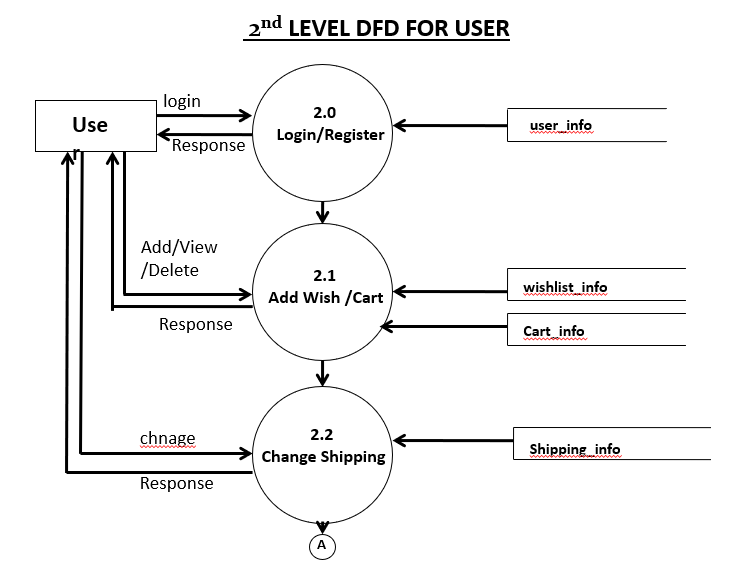 2nd LEVEL DFD FOR USER
login
2.0
Login/Register
Use
r
Response
user_info
Add/View
/Delete
2.1
Add Wish /Cart
wishlist_info
Response
Cart_info
chnage
2.2
Change Shipping
Shipping_info
Response
A